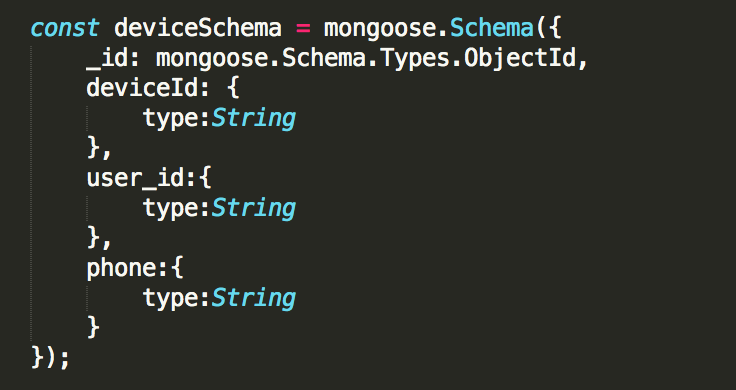 const deviceSchema = mongoose.Schema({
    _id: mongoose.Schema.Types.ObjectId,
    deviceId: {
        type:String
    },
    user_id:{
        type:String
    },
    phone:{
        type:String
    }
});